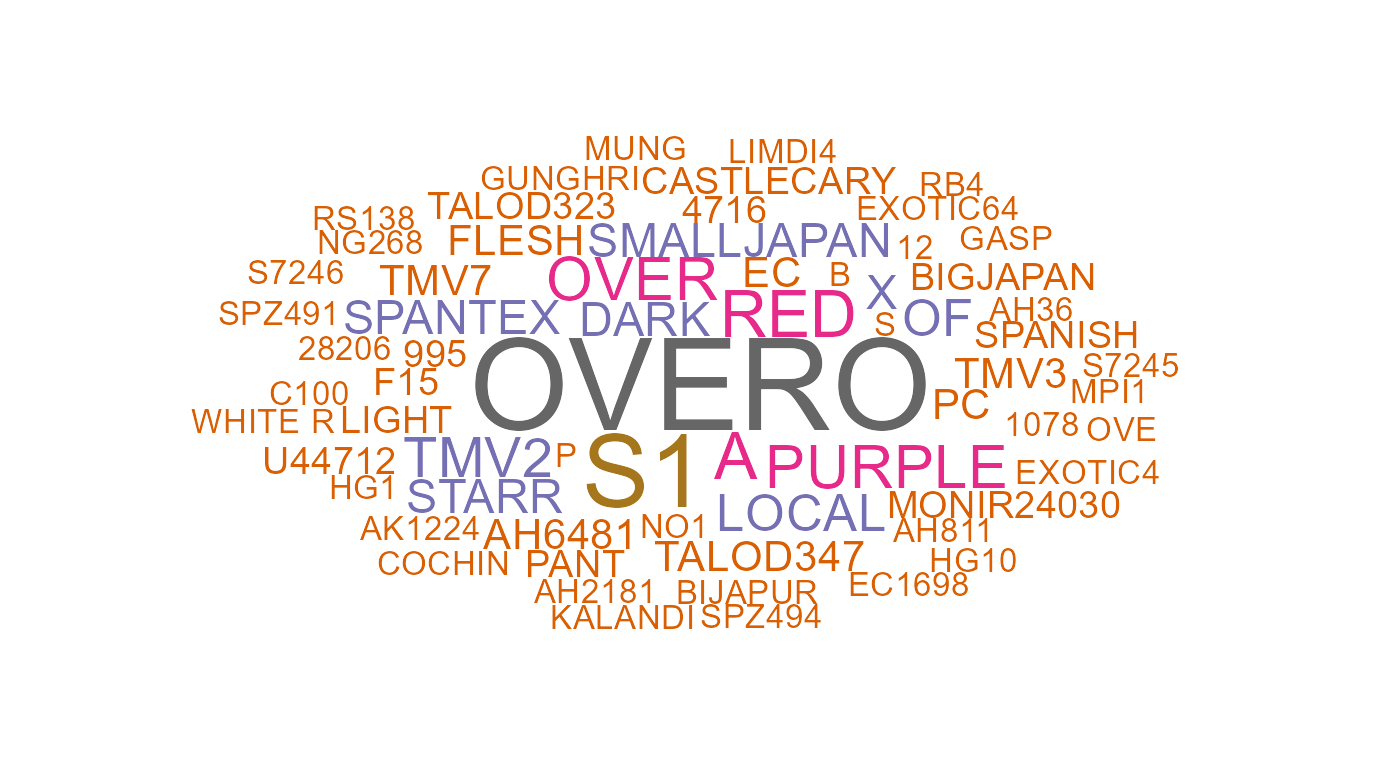 MUNG LIMDI4
GUNGHRI CASTLECARY RB4
RS138 TALOD323 4716 EXOTIC64
NG268 FLESH SMALLJAPAN 12 GASP
S7246 TMV7 OVER EC B BIGJAPAN
SPZ491 SPANTEX DARK RED X S OF AH36
SPANISH
28206 995 OVERO TMV3 S7245
C100 F15 PC MPI1
WHITE R LIGHT 1078 OVE
U44712 TMV2 P S1 A PURPLE EXOTIC4
HG1 STARR LOCAL MONIR24030
AK1224 AH6481 NO1 AH811
COCHIN PANT TALOD347 HG10
AH2181 BIJAPUR EC1698
KALANDI SPZ494